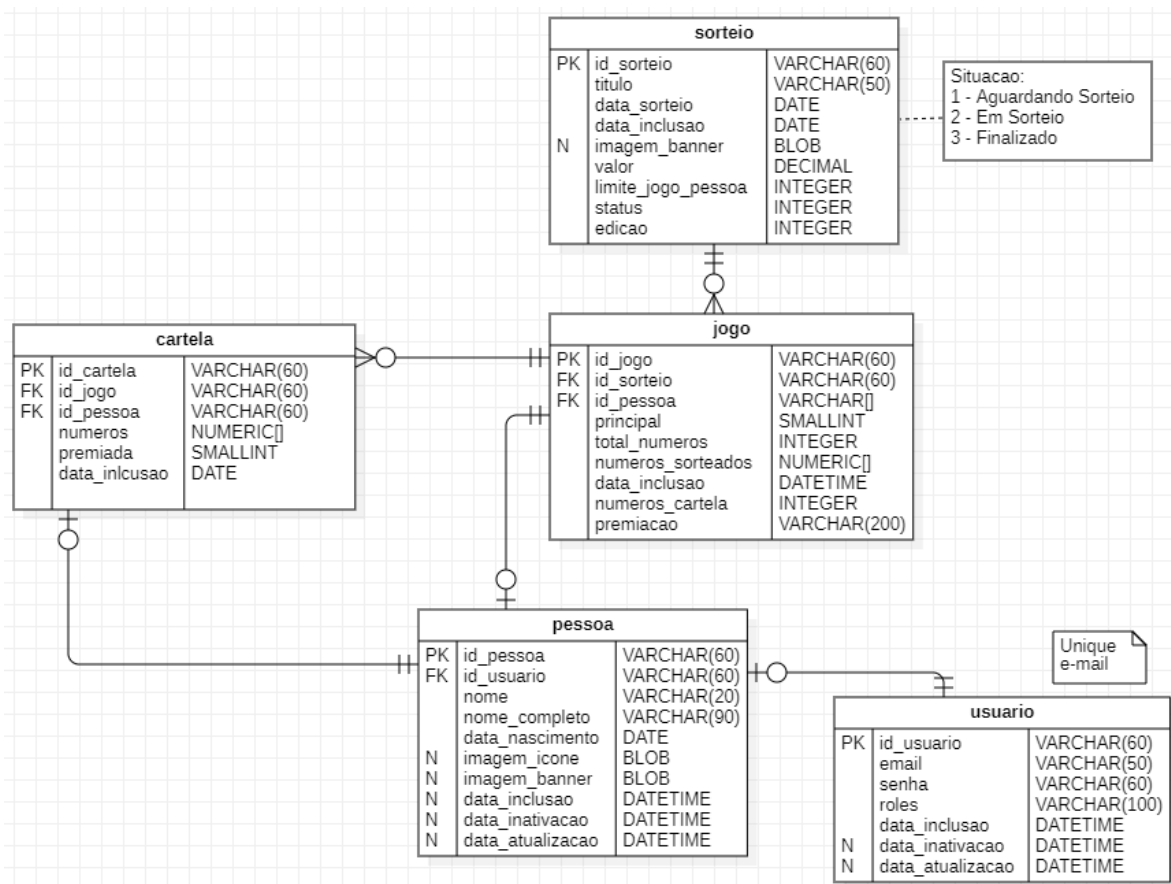 sorteio
PK id_sorteio VARCHAR(60)
titulo VARCHAR(50)
data_sorteio DATE
data_inclusao DATE
N imagem_banner BLOB
valor DECIMAL
limite_jogo_pessoa INTEGER
status INTEGER
edicao INTEGER
Situacao:
1 - Aguardando Sorteio
2 - Em Sorteio
3 - Finalizado
cartela
PK id_cartela VARCHAR(60)
FK id_jogo VARCHAR(60)
FK id_pessoa VARCHAR(60)
numeros NUMERIC[]
premiada SMALLINT
data_inlcusao DATE
jogo
PK id_jogo VARCHAR(60)
FK id_sorteio VARCHAR(60)
FK id_pessoa VARCHAR[]
principal SMALLINT
total_numeros INTEGER
numeros_sorteados NUMERIC[]
data_inclusao DATETIME
numeros_cartela INTEGER
premiacao VARCHAR(200)
pessoa
PK id_pessoa VARCHAR(60)
FK id_usuario VARCHAR(60)
nome VARCHAR(20)
nome_completo VARCHAR(90)
data_nascimento DATE
N imagem_icone BLOB
N imagem_banner BLOB
N data_inclusao DATETIME
N data_inativacao DATETIME
N data_atualizacao DATETIME
Unique
e-mail
usuario
PK id_usuario VARCHAR(60)
email VARCHAR(50)
senha VARCHAR(60)
roles VARCHAR(100)
data_inclusao DATETIME
N data_inativacao DATETIME
N data_atualizacao DATETIME